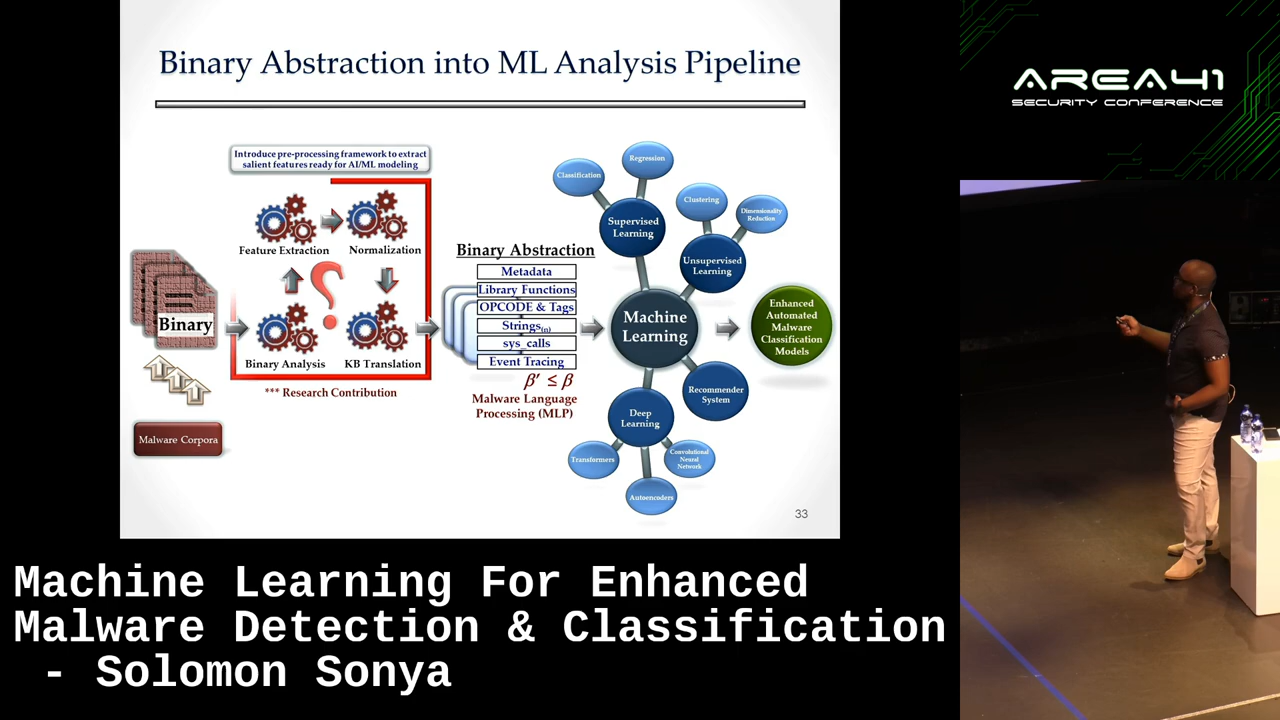 Binary Abstraction into ML Analysis Pipeline
Introduce pre-processing framework to extract
salient features ready for AI/ML modeling
Feature Extraction
Normalization
Binary
Binary Analysis
KB Translation
?
*** Research Contribution
Malware Corpora
Binary Abstraction
Metadata
Library Functions
OPCODE & Tags
Strings(n)
sys_calls
Event Tracing
β′ ≤ β
Malware Language
Processing (MLP)
Classification
Regression
Supervised
Learning
Clustering
Dimensionality
Reduction
Unsupervised
Learning
Machine
Learning
Enhanced
Automated
Malware
Classification
Models
Recommender
System
Deep
Learning
Transformers
Convolutional
Neural
Network
Autoencoders
33
AREA41
SECURITY CONFERENCE
Machine Learning For Enhanced
Malware Detection & Classification
- Solomon Sonya